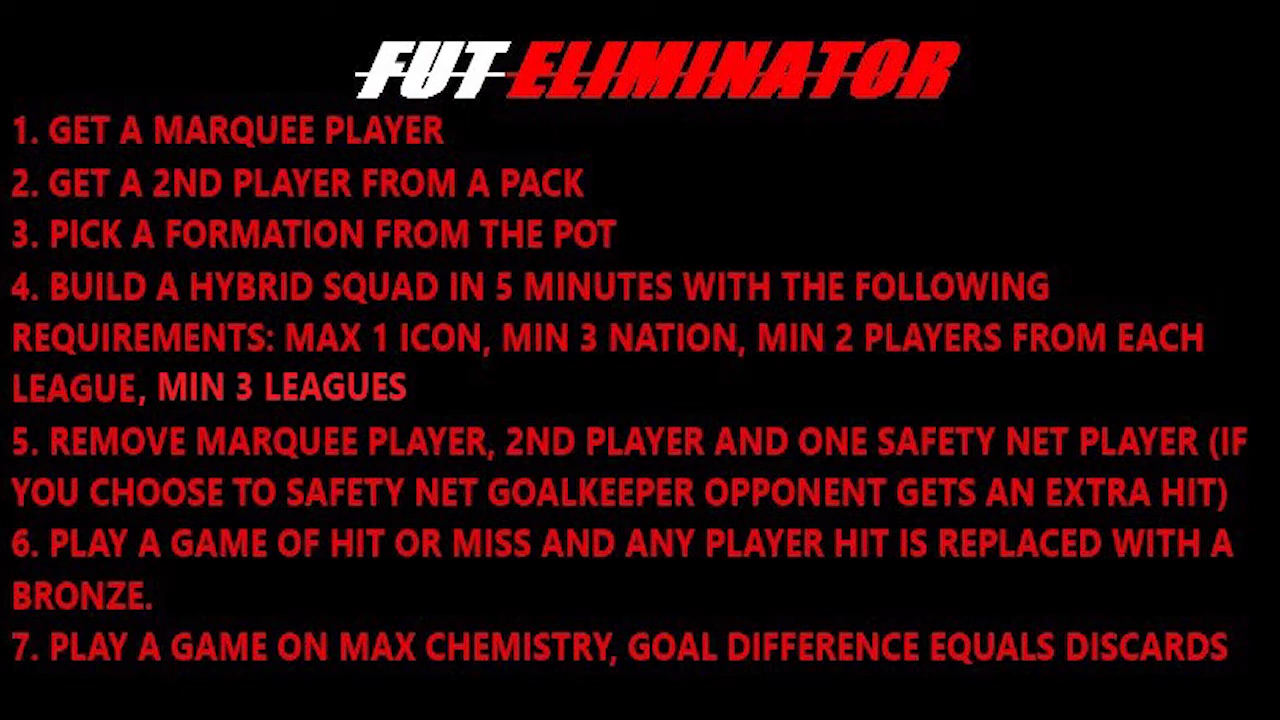 FUT ELIMINATOR
1. GET A MARQUEE PLAYER
2. GET A 2ND PLAYER FROM A PACK
3. PICK A FORMATION FROM THE POT
4. BUILD A HYBRID SQUAD IN 5 MINUTES WITH THE FOLLOWING
REQUIREMENTS: MAX 1 ICON, MIN 3 NATION, MIN 2 PLAYERS FROM EACH
LEAGUE, MIN 3 LEAGUES
5. REMOVE MARQUEE PLAYER, 2ND PLAYER AND ONE SAFETY NET PLAYER (IF
YOU CHOOSE TO SAFETY NET GOALKEEPER OPPONENT GETS AN EXTRA HIT)
6. PLAY A GAME OF HIT OR MISS AND ANY PLAYER HIT IS REPLACED WITH A
BRONZE.
7. PLAY A GAME ON MAX CHEMISTRY, GOAL DIFFERENCE EQUALS DISCARDS